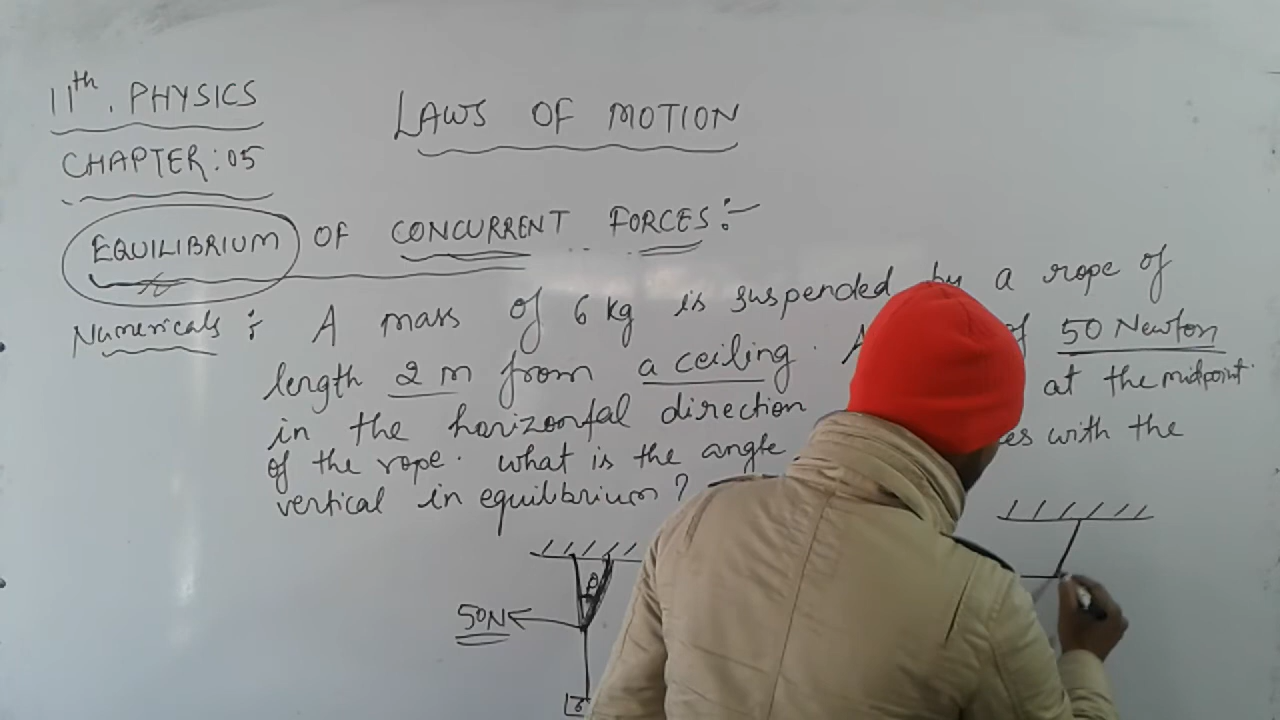 11th. PHYSICS
LAWS OF MOTION
CHAPTER: 05
EQUILIBRIUM OF CONCURRENT FORCES:-
Numericals : A mass of 6 kg is suspended by a rope of
length 2 m from a ceiling. A of 50 Newton
in the horizontal direction at the midpoint
of the rope. what is the angle with the
vertical in equilibrium?
50N
6